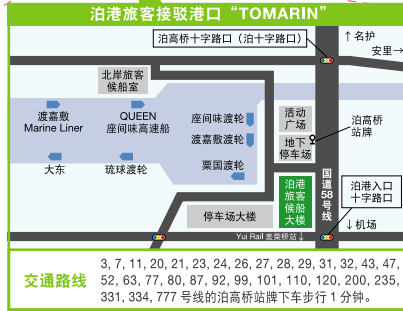 泊港旅客接驳港口“TOMARIN”
泊高桥十字路口（泊十字路口）
↑名护
安里→
北岸旅客
候船室
渡嘉敷
Marine Liner
QUEEN
座间味高速船
座间味渡轮
渡嘉敷渡轮
粟国渡轮
大东
琉球渡轮
活动
广场
地下
停车场
泊高桥
站牌
泊港
旅客
候船
大楼
国道58号线
泊港入口
十字路口
停车场大楼
↓机场
Yui Rail 美荣桥站↓
交通路线
3, 7, 11, 20, 21, 23, 24, 26, 27, 28, 29, 31, 32, 43, 47,
52, 63, 77, 80, 87, 92, 99, 101, 110, 120, 200, 235,
331, 334, 777 号线的泊高桥站牌下车步行 1 分钟。